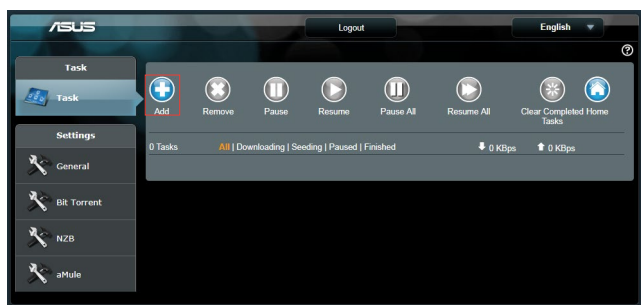 ASUS
Logout
English
Task
Task
Settings
General
Bit Torrent
NZB
aMule
Add
Remove
Pause
Resume
Pause All
Resume All
Clear Completed
Tasks
Home
0 Tasks
All | Downloading | Seeding | Paused | Finished
0 KBps
0 KBps